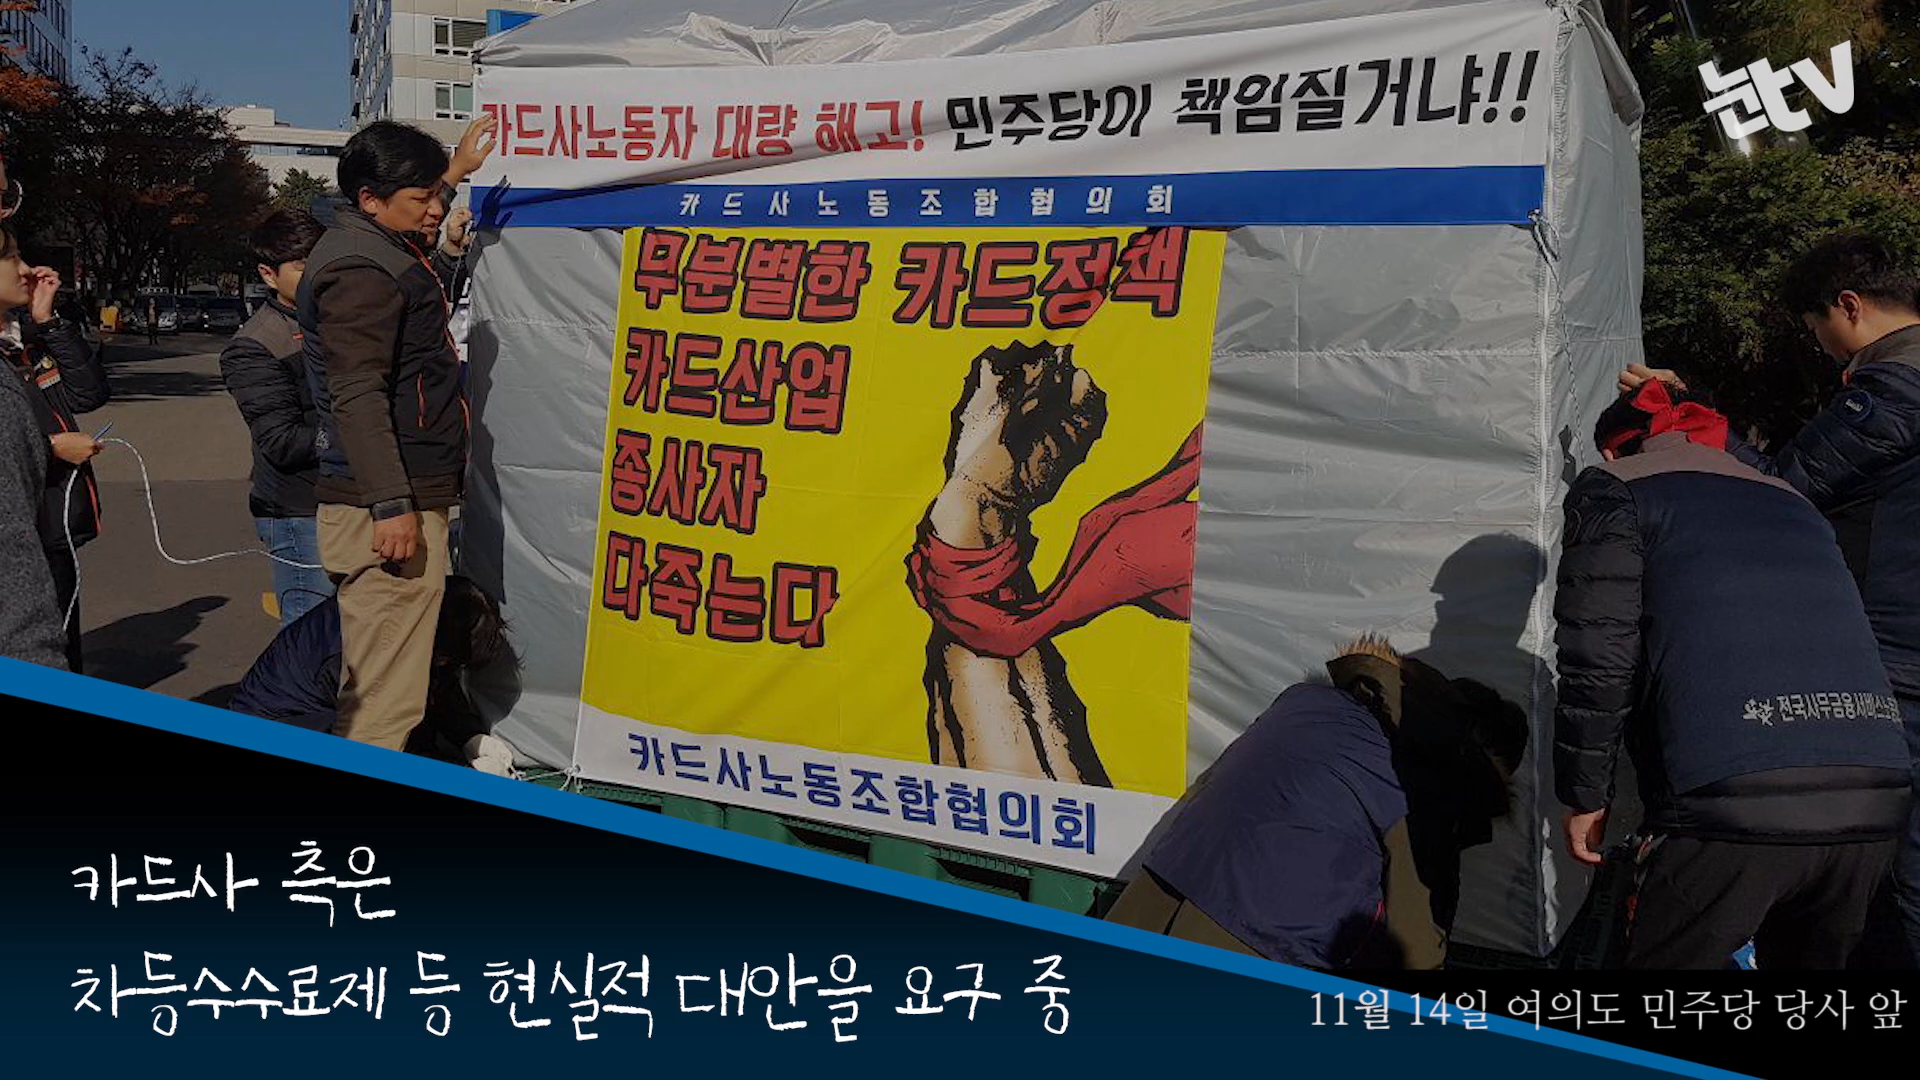 눈tv
카드사노동자 대량 해고! 민주당이 책임질거냐!!
카드사노동조합협의회
무분별한 카드정책
카드산업
종사자
다죽는다
카드사노동조합협의회
전국사무금융서비스노동
카드사 측은
차등수수료제 등 현실적 대안을 요구 중
11월 14일 여의도 민주당 당사 앞